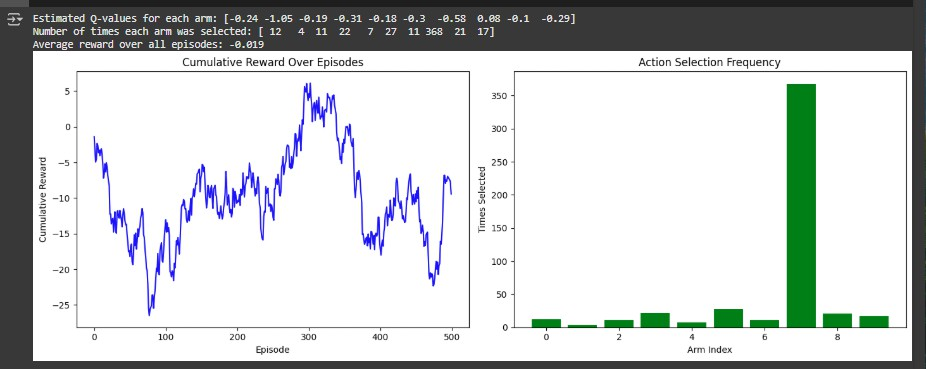 Estimated Q-values for each arm: [-0.24 -1.05 -0.19 -0.31 -0.18 -0.3  -0.58  0.08 -0.1  -0.29]
Number of times each arm was selected: [ 12   4  11  22   7  27  11 368  21  17]
Average reward over all episodes: -0.019
Cumulative Reward Over Episodes
5
0
−5
−10
−15
−20
−25
Cumulative Reward
0 100 200 300 400 500
Episode
Action Selection Frequency
350
300
250
200
150
100
50
0
Times Selected
0 2 4 6 8
Arm Index